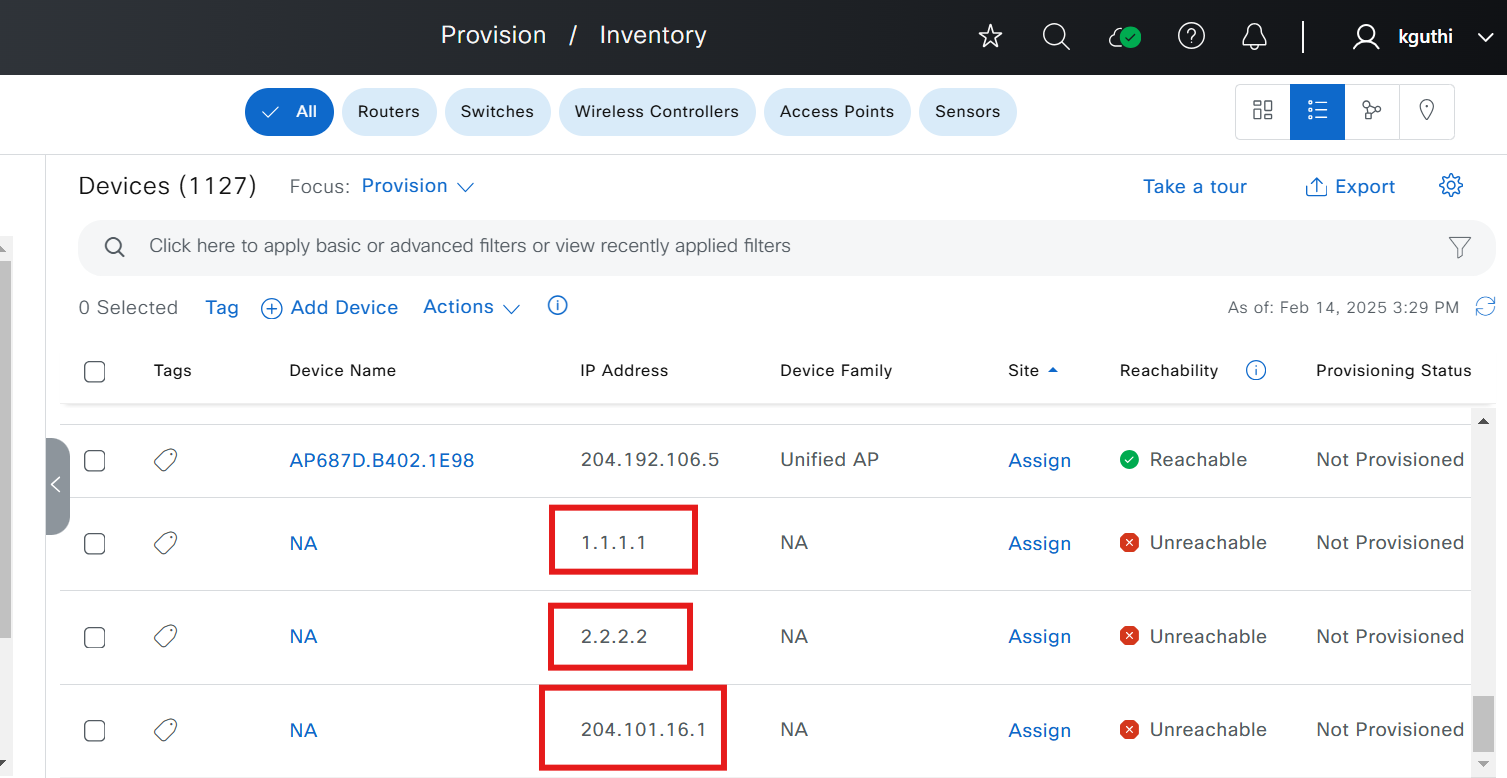 Provision / Inventory
kguthi
All Routers Switches Wireless Controllers Access Points Sensors
Devices (1127) Focus: Provision Take a tour Export
Click here to apply basic or advanced filters or view recently applied filters
0 Selected Tag Add Device Actions As of: Feb 14, 2025 3:29 PM
Tags Device Name IP Address Device Family Site Reachability Provisioning Status
AP687D.B402.1E98 204.192.106.5 Unified AP Assign Reachable Not Provisioned
NA 1.1.1.1 NA Assign Unreachable Not Provisioned
NA 2.2.2.2 NA Assign Unreachable Not Provisioned
NA 204.101.16.1 NA Assign Unreachable Not Provisioned